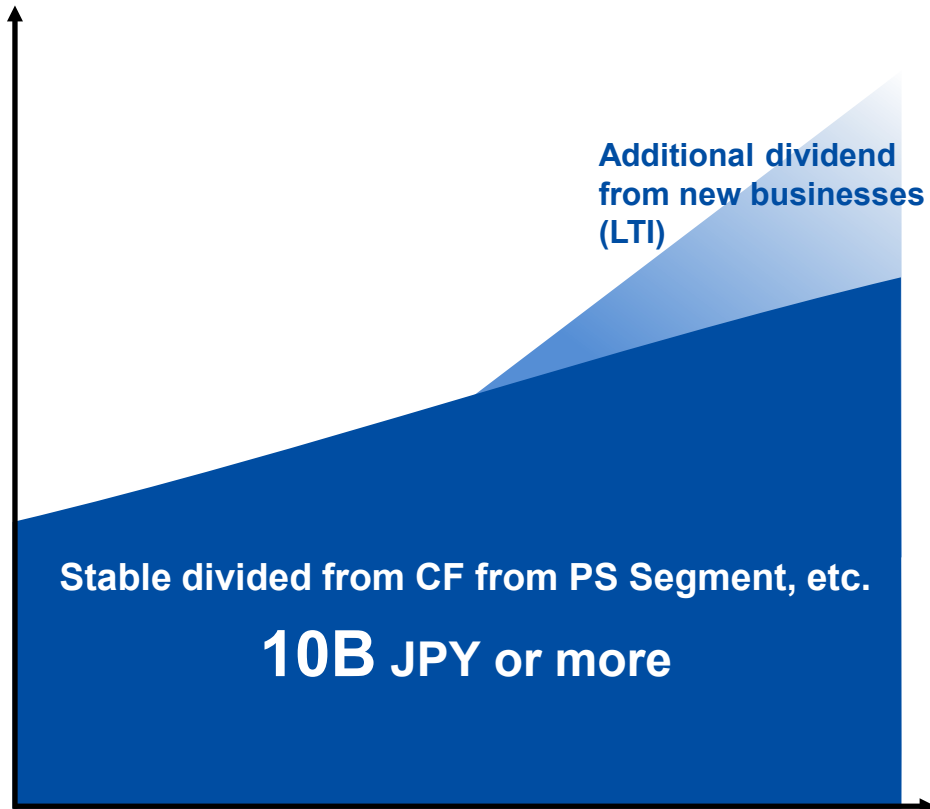 Additional dividend
from new businesses
(LTI)
Stable divided from CF from PS Segment, etc.
10B JPY or more